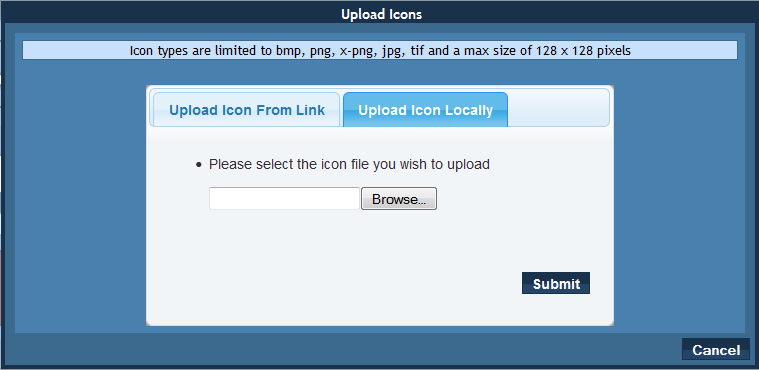 Upload Icons
Icon types are limited to bmp, png, x-png, jpg, tif and a max size of 128 x 128 pixels
Upload Icon From Link
Upload Icon Locally
• Please select the icon file you wish to upload
Browse...
Submit
Cancel